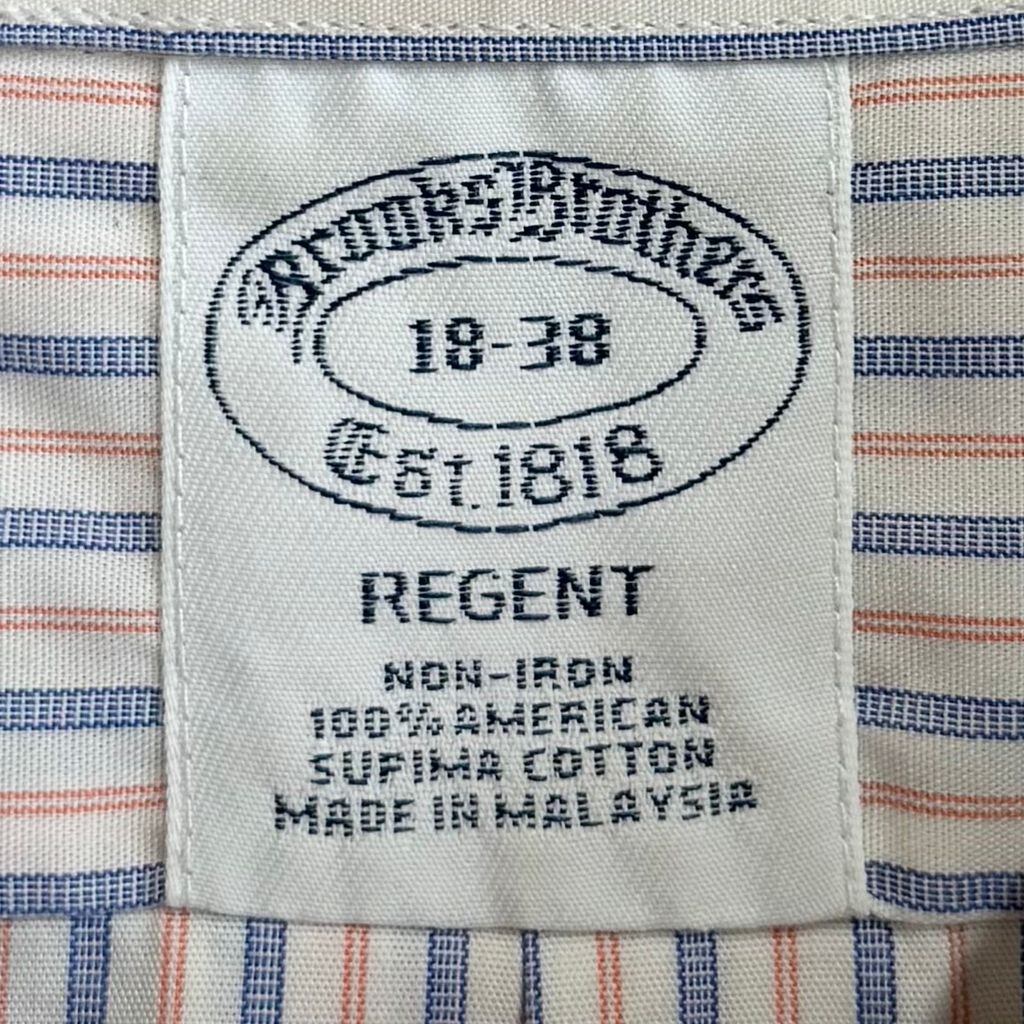 Brooks Brothers
18-38
Est. 1818
REGENT
NON-IRON
100% AMERICAN
SUPIMA COTTON
MADE IN MALAYSIA